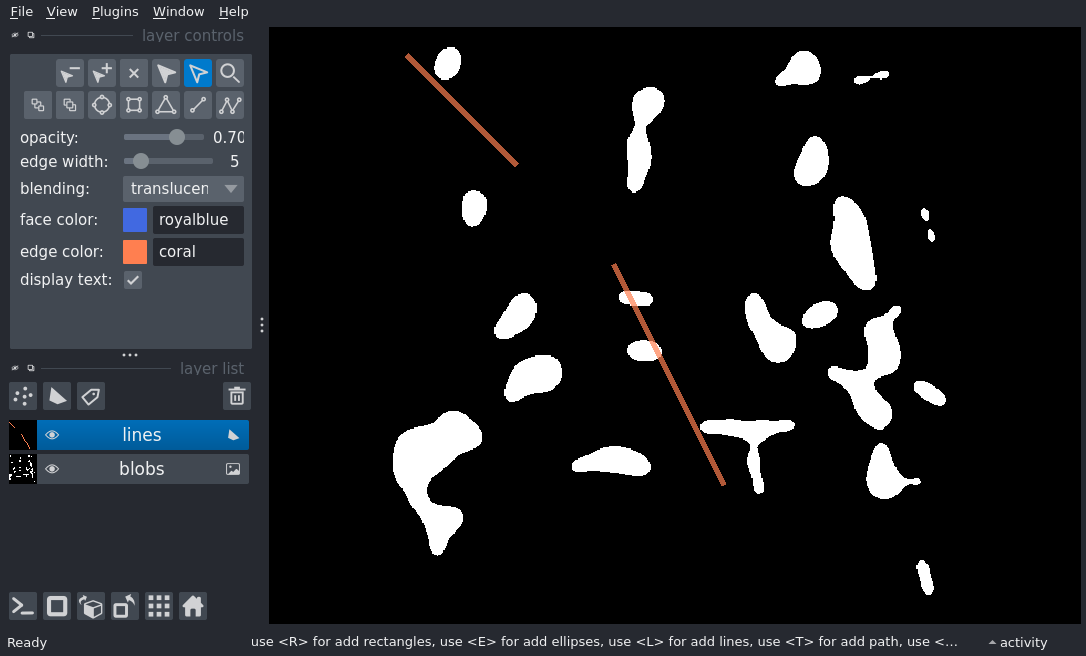 File View Plugins Window Help
layer controls
opacity: 0.70
edge width: 5
blending: translucen
face color: royalblue
edge color: coral
display text:
layer list
lines
blobs
Ready use <R> for add rectangles, use <E> for add ellipses, use <L> for add lines, use <T> for add path, use <... activity